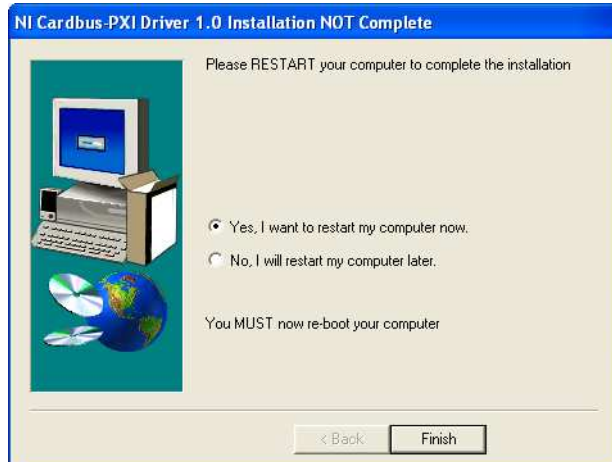 NI Cardbus-PXI Driver 1.0 Installation NOT Complete
Please RESTART your computer to complete the installation
Yes, I want to restart my computer now.
No, I will restart my computer later.
You MUST now re-boot your computer
< Back
Finish